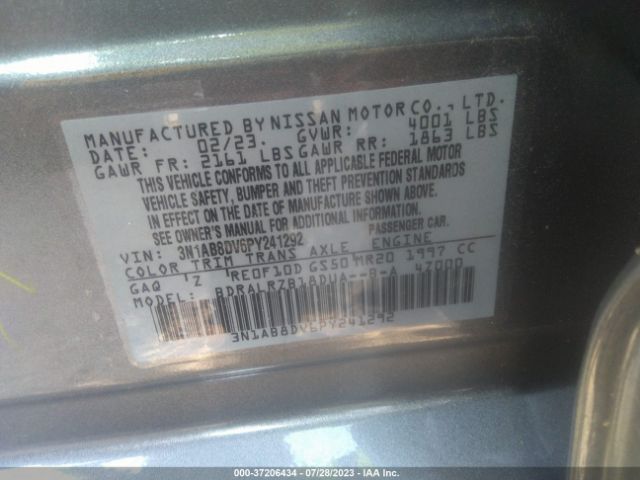 MANUFACTURED BY NISSAN MOTOR CO., LTD.
DATE: 02/23. GVWR: 4001 LBS
GAWR FR: 2161 LBS GAWR RR: 1863 LBS
THIS VEHICLE CONFORMS TO ALL APPLICABLE FEDERAL MOTOR
VEHICLE SAFETY, BUMPER AND THEFT PREVENTION STANDARDS
IN EFFECT ON THE DATE OF MANUFACTURE SHOWN ABOVE.
SEE OWNER'S MANUAL FOR ADDITIONAL INFORMATION.
VIN: 3N1AB8DV6PY241292 PASSENGER CAR.
COLOR TRIM TRANS AXLE ENGINE
GAQ 'Z RE0F10D GS50 MR20 1997 CC
MODEL: BDRALRZB18DUA--B-A 4Z000
3N1AB8DV6PY241292
000-37206434 - 07/28/2023 - IAA Inc.